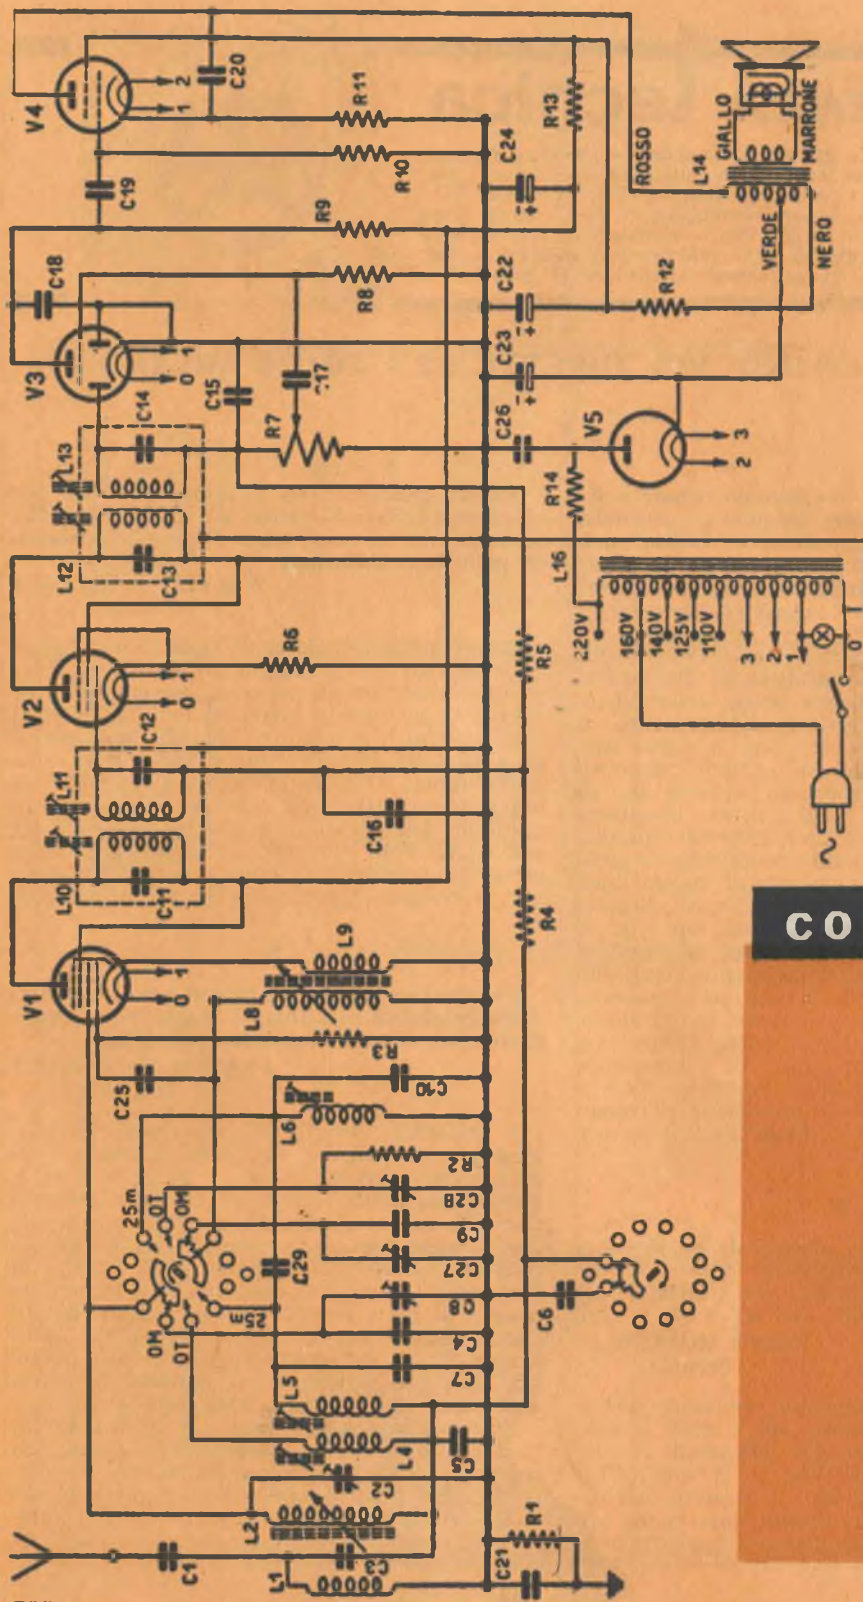 V1
V2
V3
V4
L10
L11
L12
L13
C18
C25
25m
OT
OM
OM
OT
25m
0 1
0 1
0 1
1 2
C11
C12
C13
C14
C19
C20
C1
L2
L5
C29
L6
L8
L9
C15
R7
C17
L1
C3
C2
L4
C5
C7
C4
C8
C27
C9
C28
R2
C10
R3
C16
R6
R8
R9
R10
R11
C21
R1
C6
R4
R5
C26
C23
C22
C24
R13
R14
L16
V5
2 3
R12
ROSSO
L14
VERDE
GIALLO
NERO
MARRONE
220V
160V
140V
125V
110V
3
2
1
0
CO